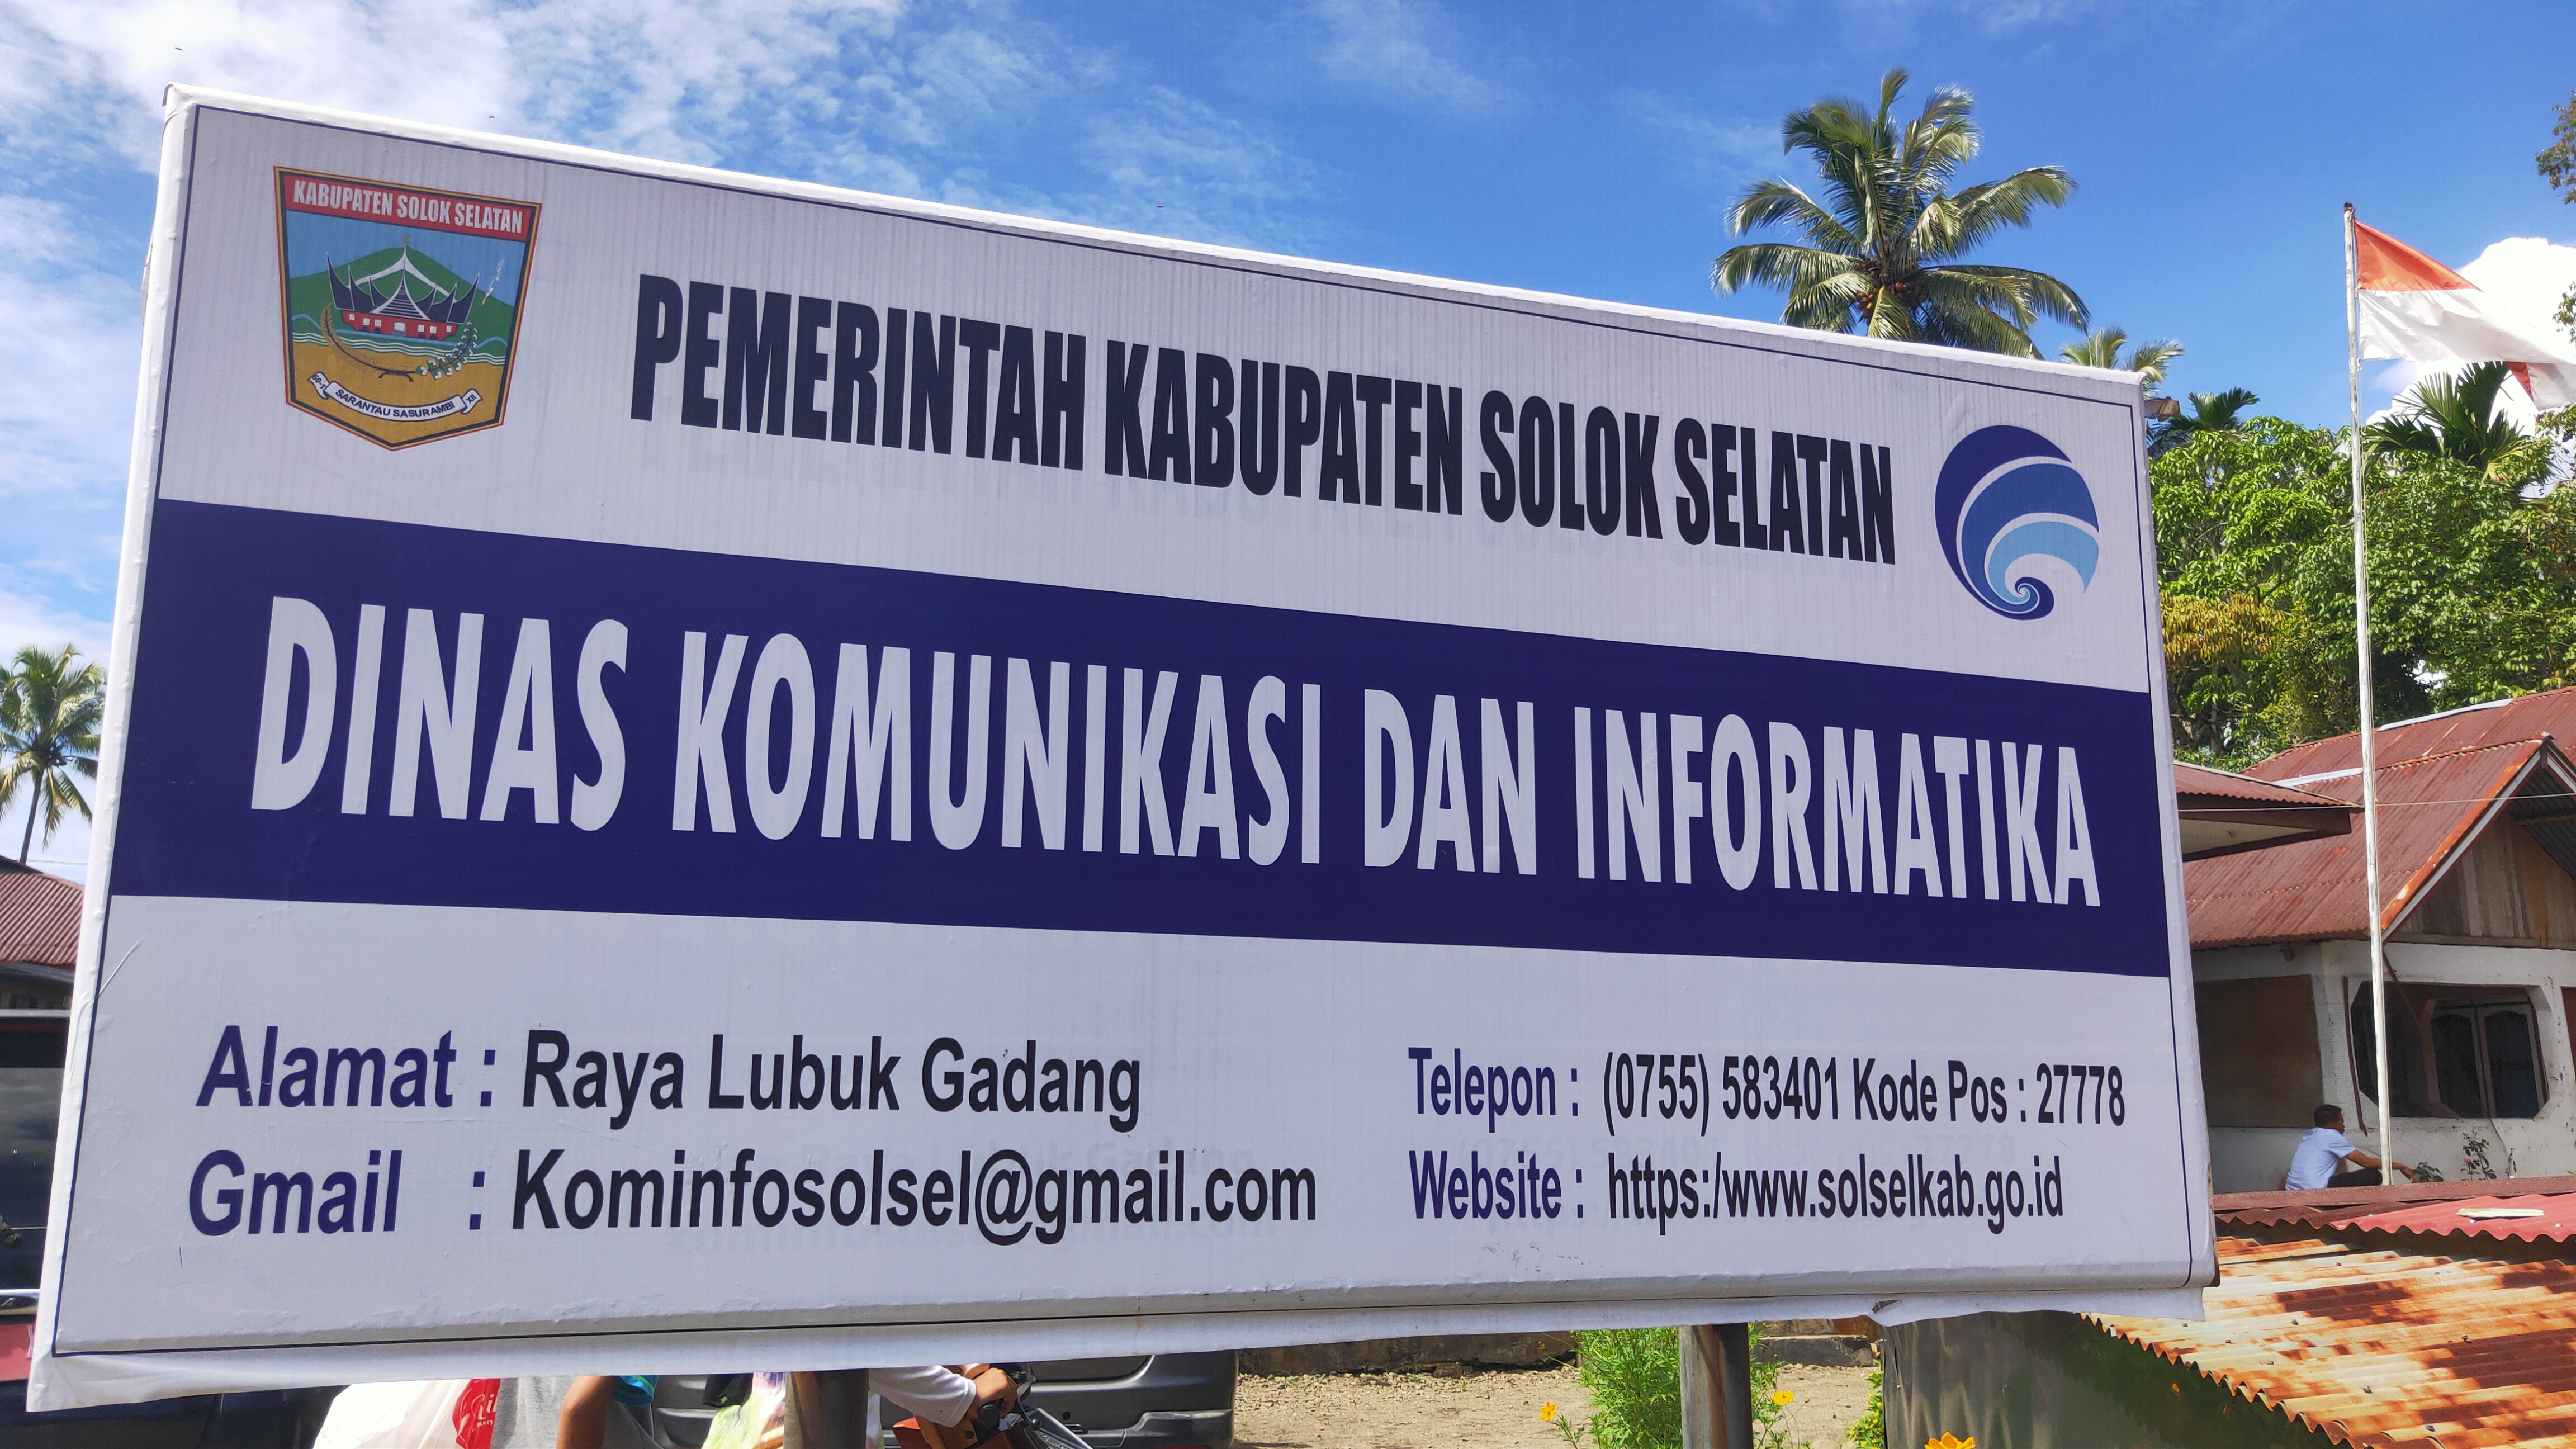 KABUPATEN SOLOK SELATAN
SARANTAU SASURAMBI
PEMERINTAH KABUPATEN SOLOK SELATAN
DINAS KOMUNIKASI DAN INFORMATIKA
Alamat : Raya Lubuk Gadang
Telepon : (0755) 583401 Kode Pos : 27778
Gmail : Kominfosolsel@gmail.com
Website : https:/www.solselkab.go.id